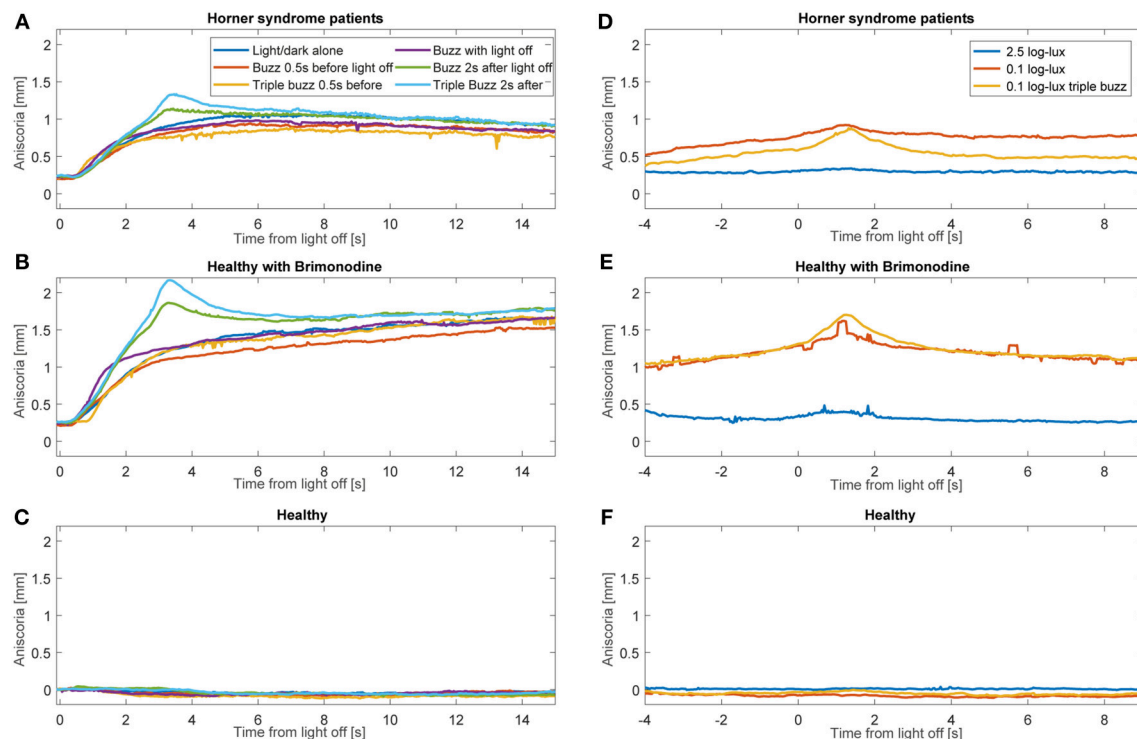 A
Horner syndrome patients
Light/dark alone
Buzz with light off
Buzz 0.5s before light off
Buzz 2s after light off
Triple buzz 0.5s before
Triple Buzz 2s after
Aniscoria [mm]
2
1.5
1
0.5
0
0 2 4 6 8 10 12 14
Time from light off [s]
D
Horner syndrome patients
2.5 log-lux
0.1 log-lux
0.1 log-lux triple buzz
Aniscoria [mm]
2
1.5
1
0.5
0
-4 -2 0 2 4 6 8
Time from light off [s]
B
Healthy with Brimonodine
Aniscoria [mm]
2
1.5
1
0.5
0
0 2 4 6 8 10 12 14
Time from light off [s]
E
Healthy with Brimonodine
Aniscoria [mm]
2
1.5
1
0.5
0
-4 -2 0 2 4 6 8
Time from light off [s]
C
Healthy
Aniscoria [mm]
2
1.5
1
0.5
0
0 2 4 6 8 10 12 14
Time from light off [s]
F
Healthy
Aniscoria [mm]
2
1.5
1
0.5
0
-4 -2 0 2 4 6 8
Time from light off [s]